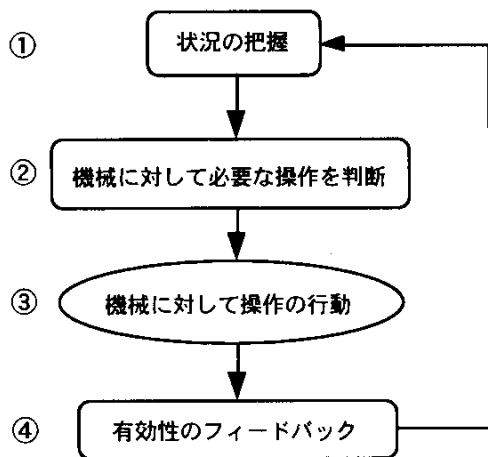 ① 状況の把握
② 機械に対して必要な操作を判断
③ 機械に対して操作の行動
④ 有効性のフィードバック